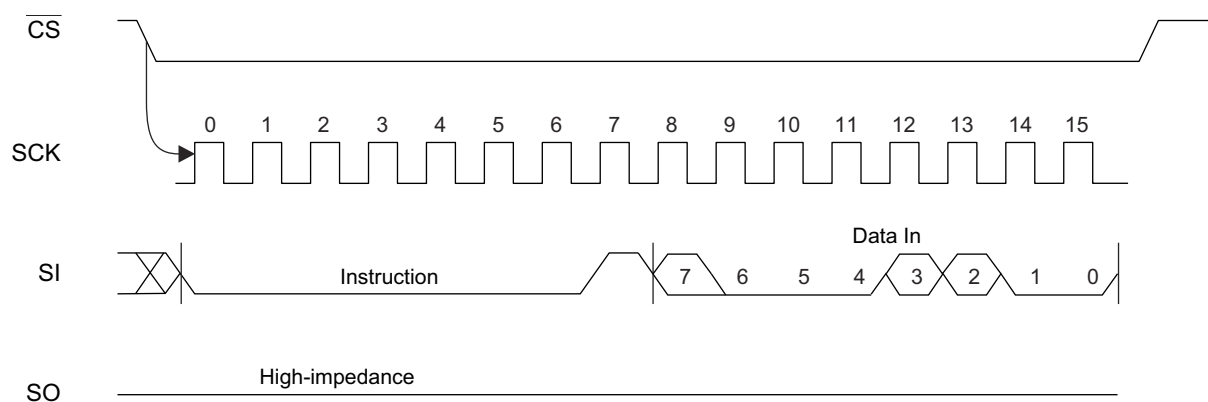 CS
0 1 2 3 4 5 6 7 8 9 10 11 12 13 14 15
SCK
Data In
SI
Instruction
7 6 5 4 3 2 1 0
High-impedance
SO